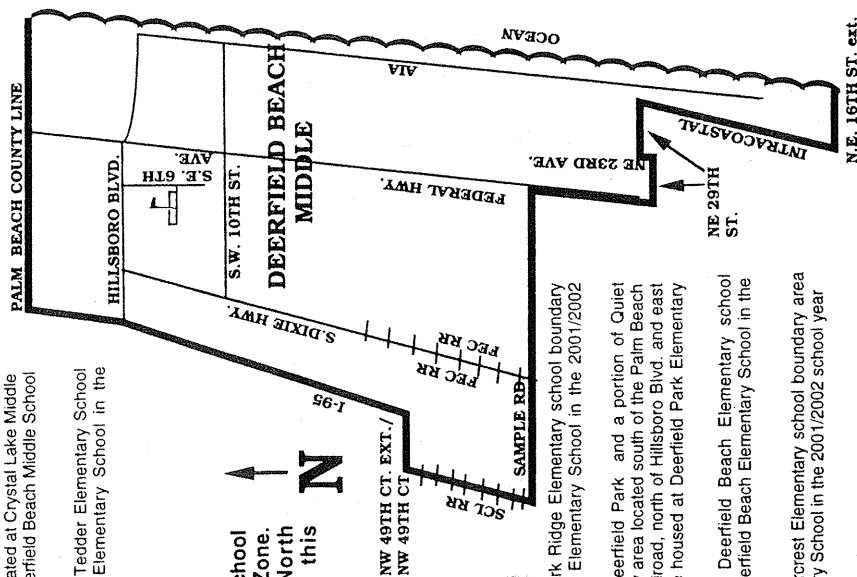 ated at Crystal Lake Middle
erfield Beach Middle School
Tedder Elementary School
Elementary School in the
chool
Zone.
North
this
rk Ridge Elementary school boundary
Elementary School in the 2001/2002
eerfield Park and a portion of Quiet
area located south of the Palm Beach
lroad, north of Hillsboro Blvd. and east
housed at Deerfield Park Elementary
Deerfield Beach Elementary school
erfield Beach Elementary School in the
rcrest Elementary school boundary area
ry School in the 2001/2002 school year
PALM BEACH COUNTY LINE
HILLSBORO BLVD.
S.E. 6TH
AVE.
S.W. 10TH ST.
DEERFIELD BEACH
MIDDLE
OCEAN
A1A
FEDERAL HWY.
S.DIXIE HWY.
FEC RR
FEC RR
I-95
N
NW 49TH CT. EXT./
NW 49TH CT
SCL RR
SAMPLE RD
NE 23RD AVE.
NE 29TH
ST.
INTRACOASTAL
N.E. 16TH ST. ext.